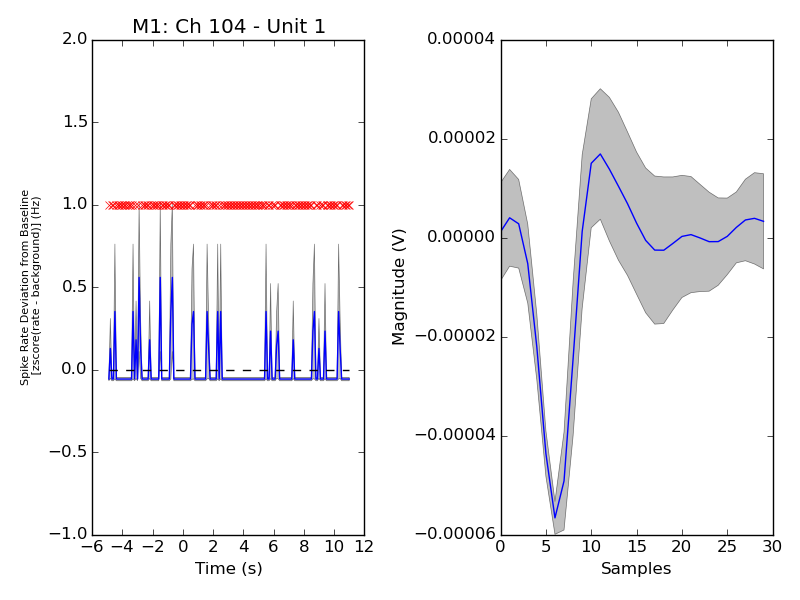 M1: Ch 104 - Unit 1
2.0
1.5
1.0
0.5
0.0
−0.5
−1.0
−6 −4 −2 0 2 4 6 8 10 12
Time (s)
Spike Rate Deviation from Baseline
[zscore(rate - background)] (Hz)
0.00004
0.00002
0.00000
−0.00002
−0.00004
−0.00006
0 5 10 15 20 25 30
Samples
Magnitude (V)